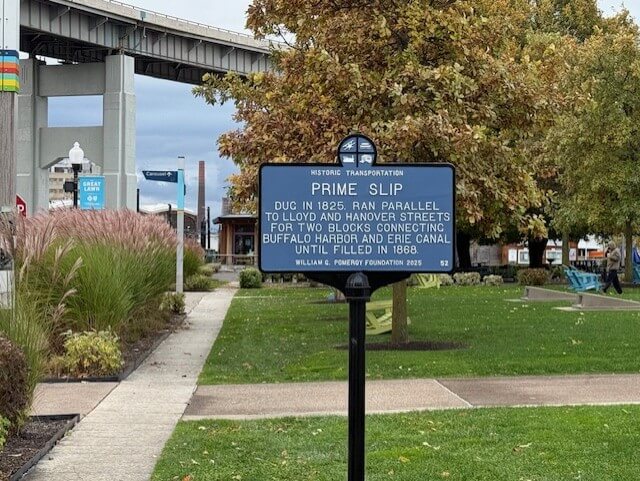 HISTORIC TRANSPORTATION
PRIME SLIP
DUG IN 1825. RAN PARALLEL
TO LLOYD AND HANOVER STREETS
FOR TWO BLOCKS CONNECTING
BUFFALO HARBOR AND ERIE CANAL
UNTIL FILLED IN 1868.
WILLIAM G. POMEROY FOUNDATION 2025
52
Carousel
GREAT
LAWN